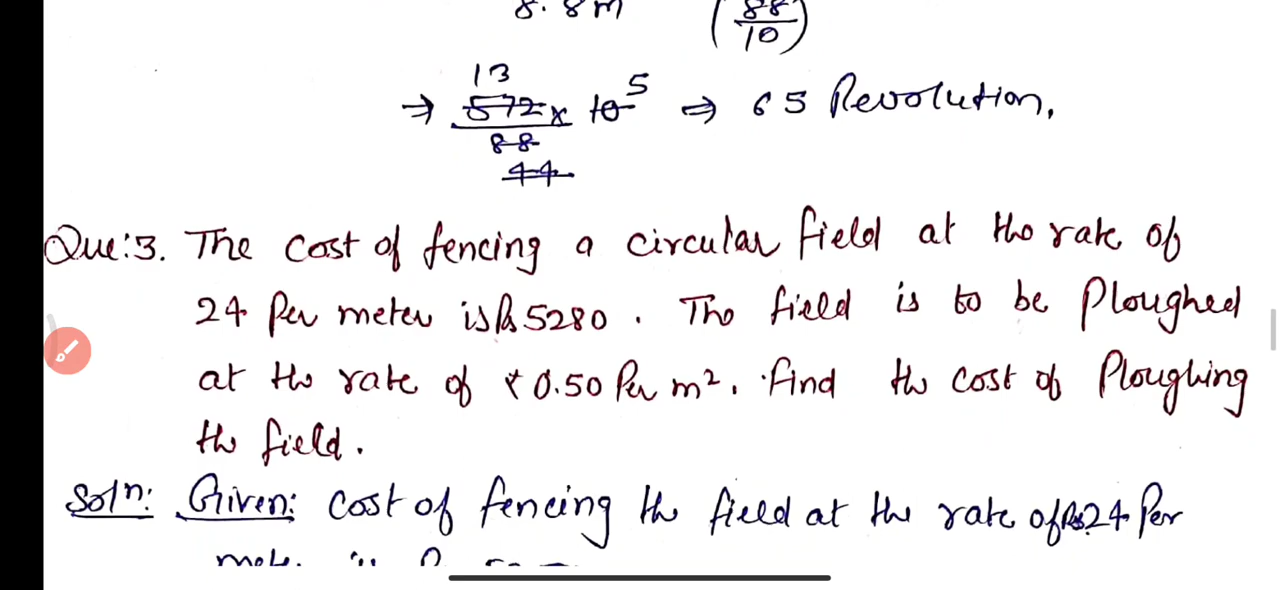 8.8m (88/10)
⇒ 13
572 x 10 5 ⇒ 65 Revolution,
88
44
Que:3. The cost of fencing a circular field at the rate of
24 Per meter is Rs 5280. The field is to be Ploughed
at the rate of ₹ 0.50 Per m². find the cost of Ploughing
the field.
Soln: Given: cost of fencing the field at the rate of Rs.24 Per